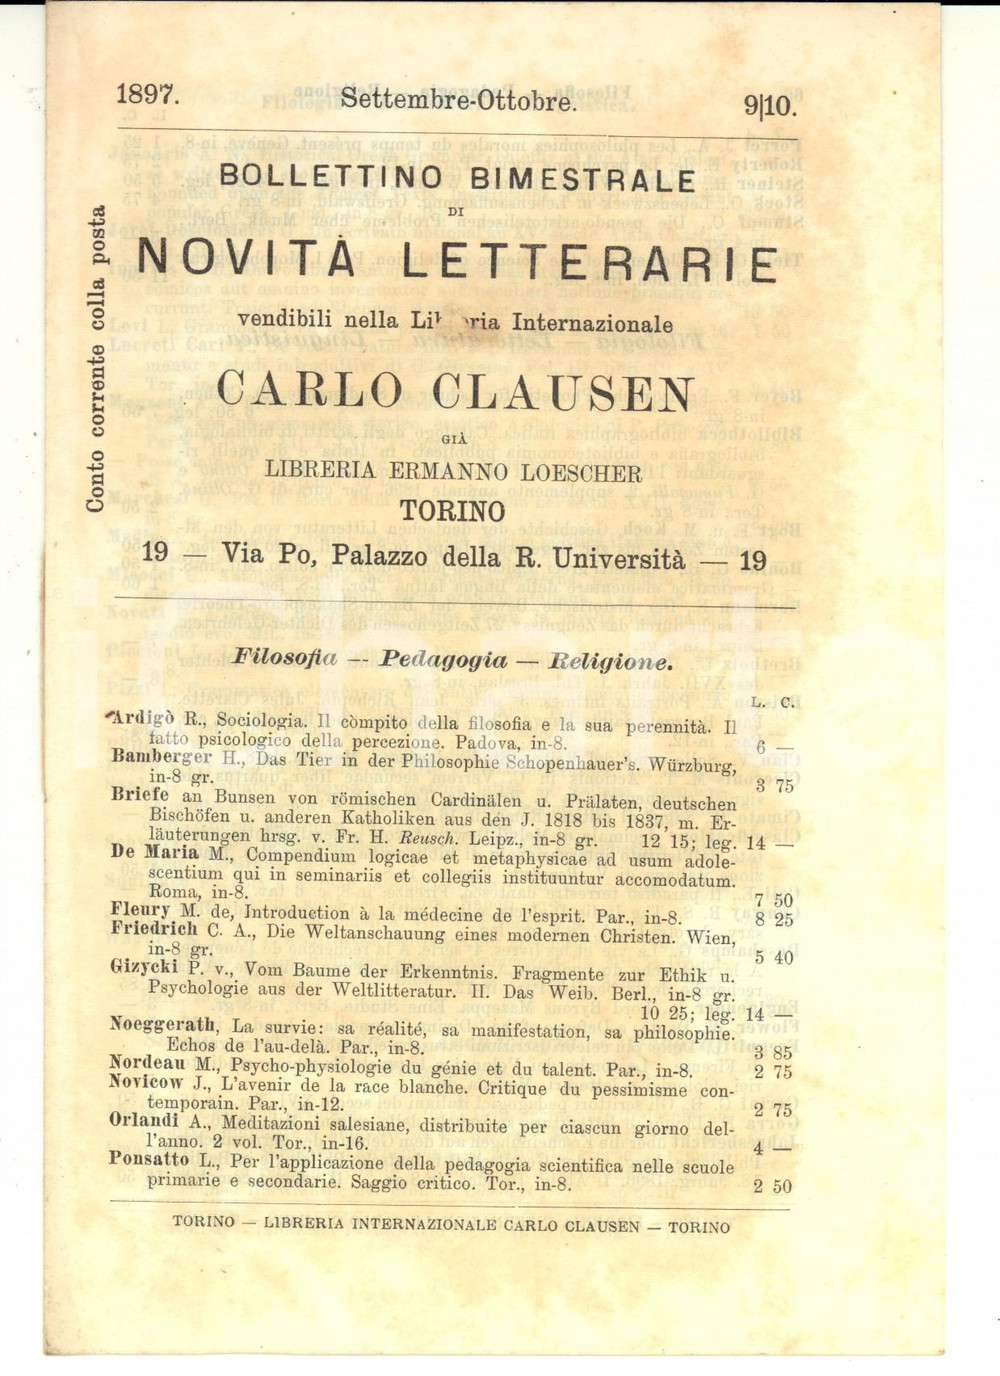 1897.
Settembre-Ottobre.
9|10.
BOLLETTINO BIMESTRALE
DI
NOVITÀ LETTERARIE
vendibili nella Internazionale
CARLO CLAUSEN
GIÀ
LIBRERIA ERMANNO LOESCHER
TORINO
19 — Via Po, Palazzo della R. Università — 19
Conto corrente colla posta
Filosofia — Pedagogia — Religione.
L. C.
Ardigò R., Sociologia. Il còmpito della filosofia e la sua perennità. Il
fatto psicologico della percezione. Padova, in-8. 6 —
Bamberger H., Das Tier in der Philosophie Schopenhauer's. Würzburg,
in-8 gr. 3 75
Briefe an Bunsen von römischen Cardinälen u. Prälaten, deutschen
Bischöfen u. anderen Katholiken aus den J. 1818 bis 1837, m. Er-
läuterungen hrsg. v. Fr. H. Reusch. Leipz., in-8 gr. 12 15; leg. 14 —
De Maria M., Compendium logicae et metaphysicae ad usum adole-
scentium qui in seminariis et collegiis instituuntur accomodatum.
Roma, in-8. 7 50
Fleury M. de, Introduction à la médecine de l'esprit. Par., in-8. 8 25
Friedrich C. A., Die Weltanschauung eines modernen Christen. Wien,
in-8 gr. 5 40
Gizycki P. v., Vom Baume der Erkenntnis. Fragmente zur Ethik u.
Psychologie aus der Weltlitteratur. II. Das Weib. Berl., in-8 gr.
10 25; leg. 14 —
Noeggerath, La survie: sa réalité, sa manifestation, sa philosophie.
Echos de l'au-delà. Par., in-8. 3 85
Nordeau M., Psycho-physiologie du génie et du talent. Par., in-8. 2 75
Novicow J., L'avenir de la race blanche. Critique du pessimisme con-
temporain. Par., in-12. 2 75
Orlandi A., Meditazioni salesiane, distribuite per ciascun giorno del-
l'anno. 2 vol. Tor., in-16. 4 —
Ponsatto L., Per l'applicazione della pedagogia scientifica nelle scuole
primarie e secondarie. Saggio critico. Tor., in-8. 2 50
TORINO — LIBRERIA INTERNAZIONALE CARLO CLAUSEN — TORINO